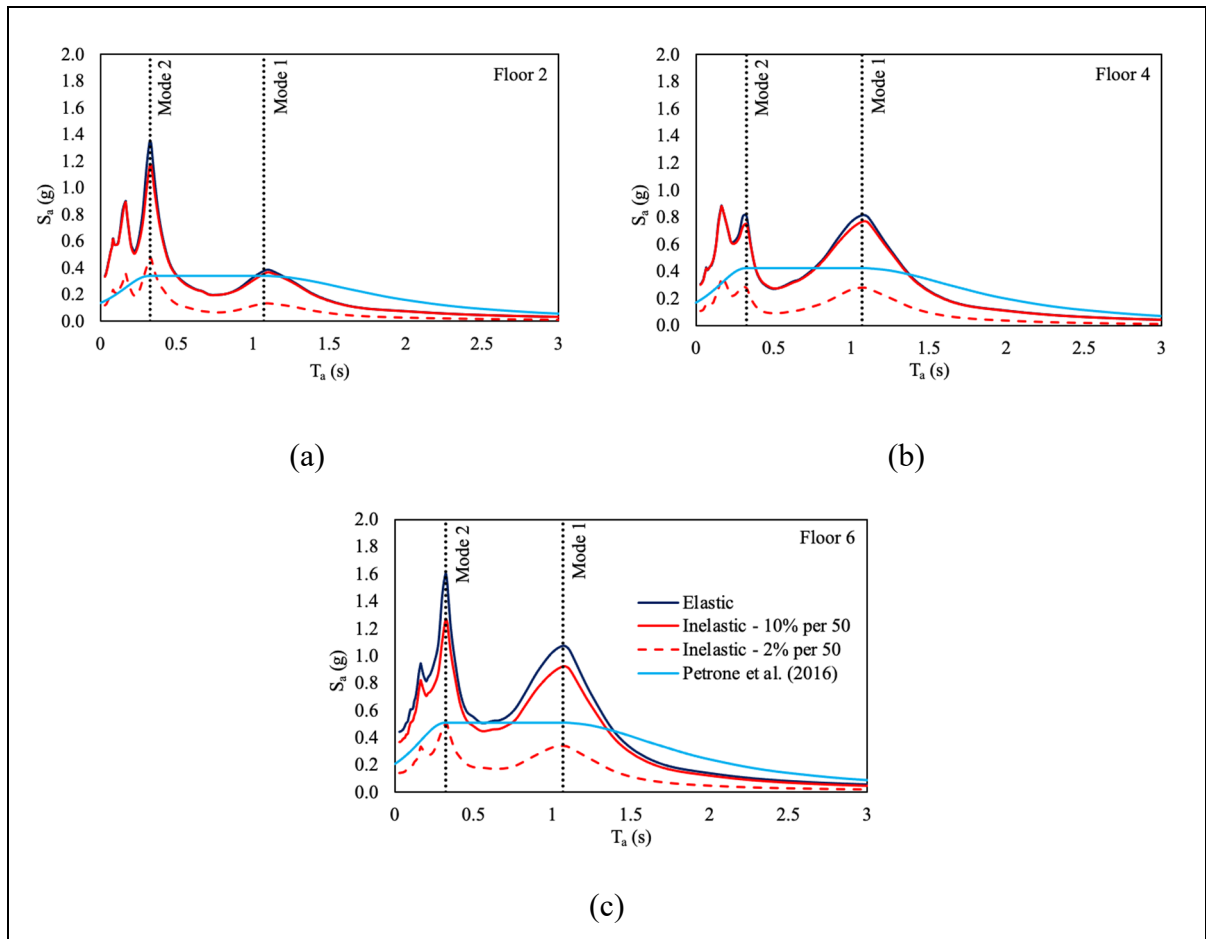 Floor 2
Mode 2
Mode 1
2.0
1.8
1.6
1.4
1.2
1.0
0.8
0.6
0.4
0.2
0.0
Sa (g)
0 0.5 1 1.5 2 2.5 3
Ta (s)
(a)
Floor 4
Mode 2
Mode 1
2.0
1.8
1.6
1.4
1.2
1.0
0.8
0.6
0.4
0.2
0.0
Sa (g)
0 0.5 1 1.5 2 2.5 3
Ta (s)
(b)
Floor 6
Mode 2
Mode 1
2.0
1.8
1.6
1.4
1.2
1.0
0.8
0.6
0.4
0.2
0.0
Sa (g)
Elastic
Inelastic - 10% per 50
Inelastic - 2% per 50
Petrone et al. (2016)
0 0.5 1 1.5 2 2.5 3
Ta (s)
(c)